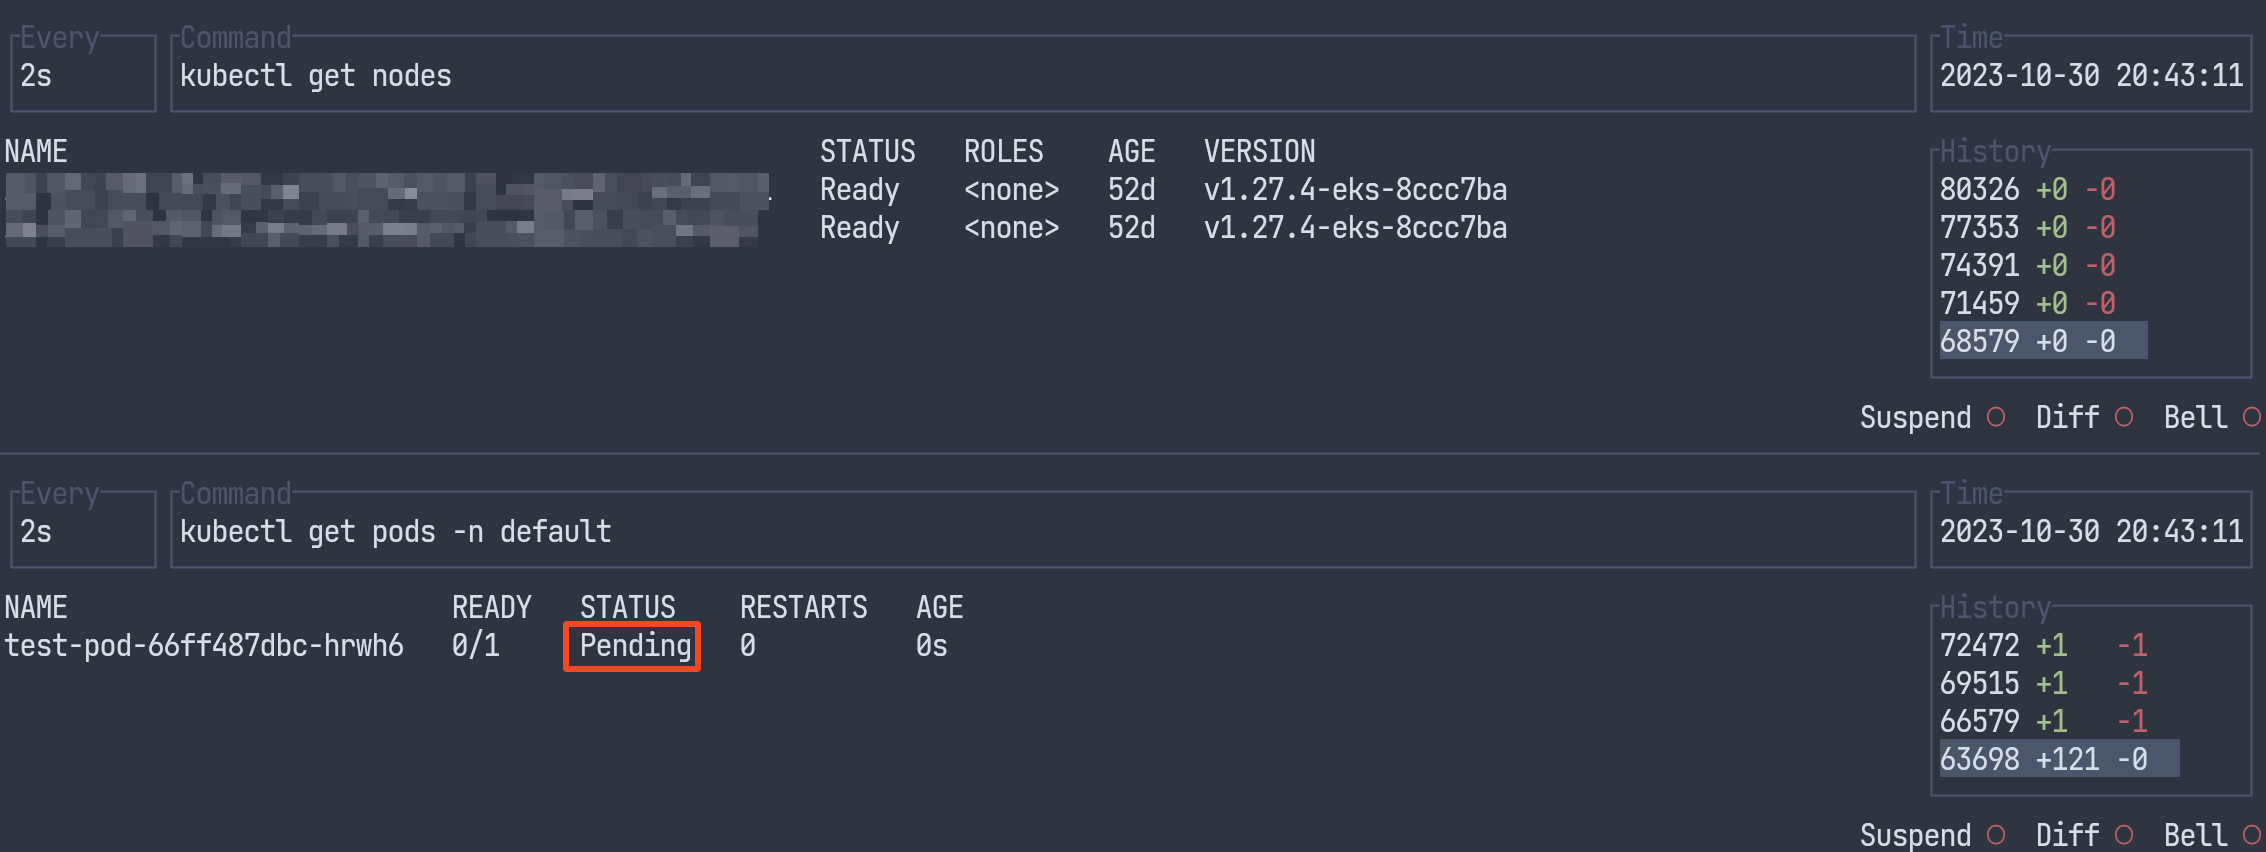 Every Command Time
2s kubectl get nodes 2023-10-30 20:43:11
NAME STATUS ROLES AGE VERSION History
Ready <none> 52d v1.27.4-eks-8ccc7ba 80326 +0 -0
Ready <none> 52d v1.27.4-eks-8ccc7ba 77353 +0 -0
74391 +0 -0
71459 +0 -0
68579 +0 -0
Suspend Diff Bell
Every Command Time
2s kubectl get pods -n default 2023-10-30 20:43:11
NAME READY STATUS RESTARTS AGE History
test-pod-66ff487dbc-hrwh6 0/1 Pending 0 0s 72472 +1 -1
69515 +1 -1
66579 +1 -1
63698 +121 -0
Suspend Diff Bell